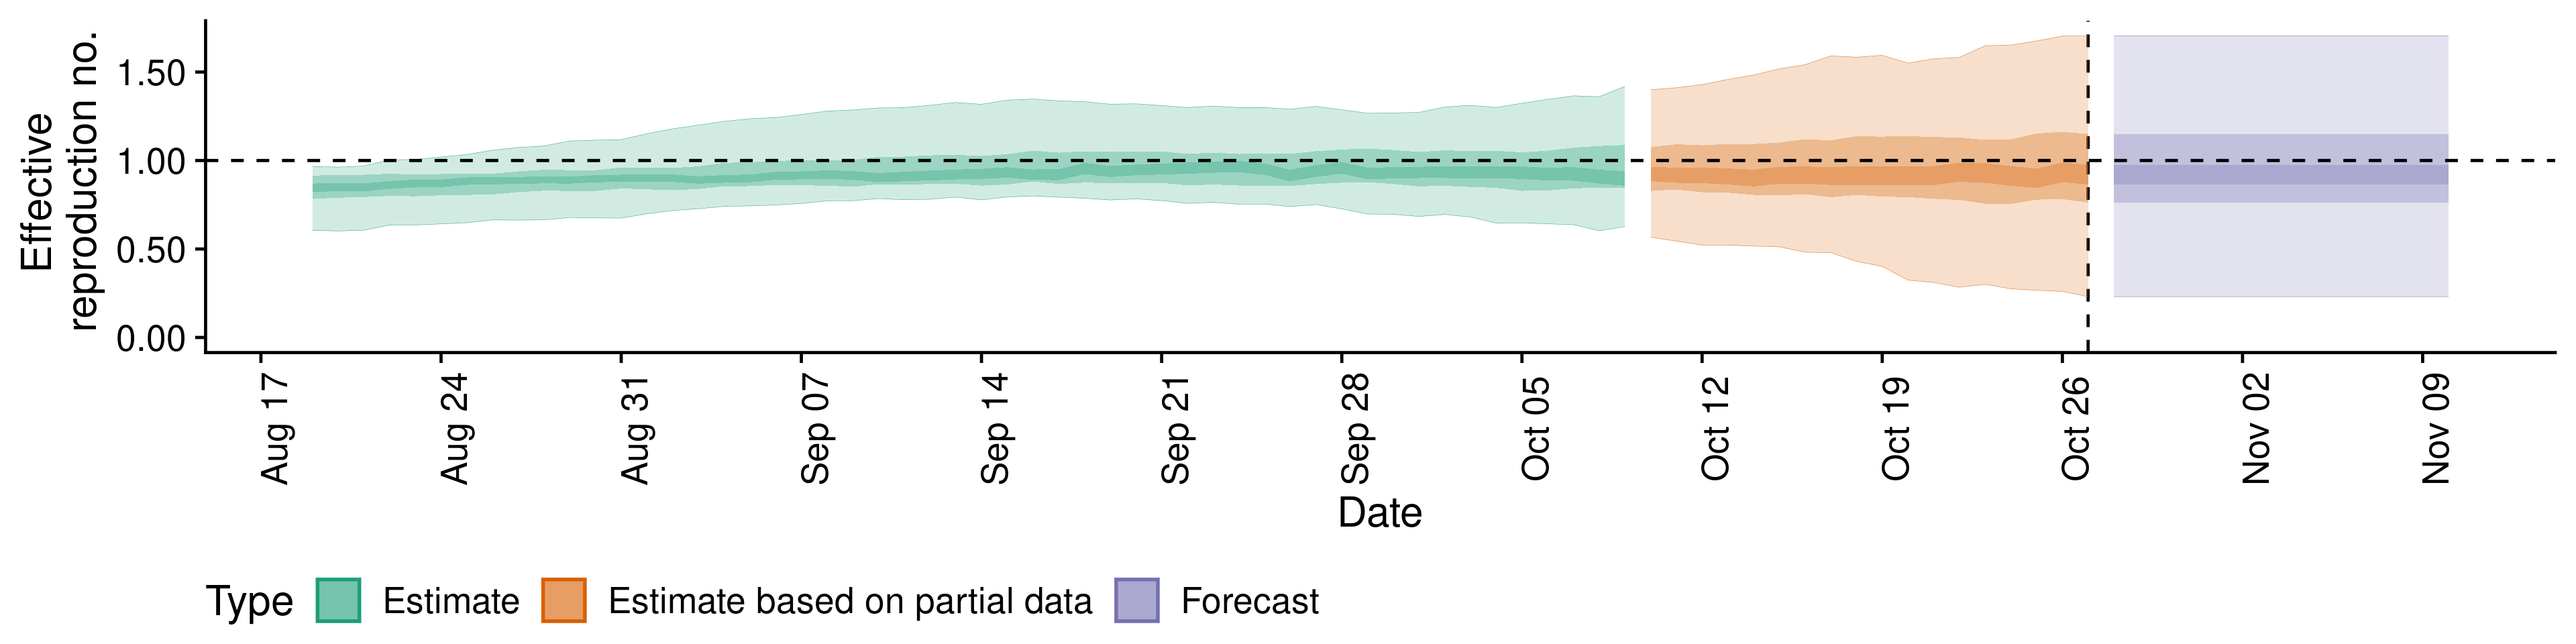 Effective
reproduction no.
1.50
1.00
0.50
0.00
Aug 17
Aug 24
Aug 31
Sep 07
Sep 14
Sep 21
Sep 28
Oct 05
Oct 12
Oct 19
Oct 26
Nov 02
Nov 09
Date
Type Estimate Estimate based on partial data Forecast